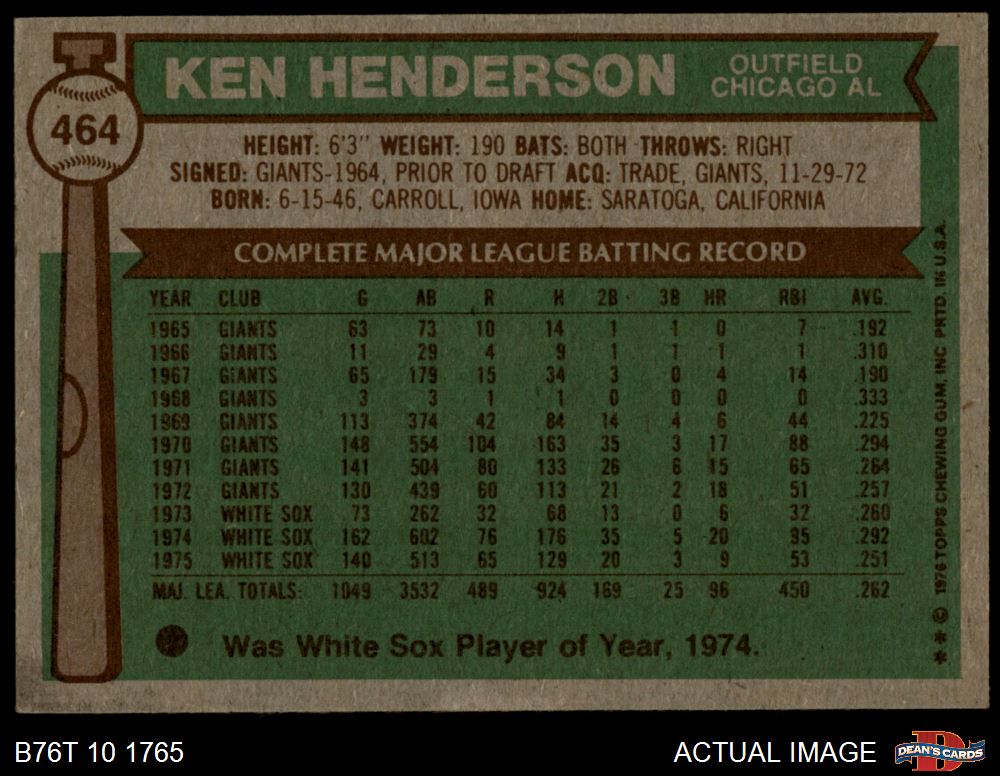 KEN HENDERSON
OUTFIELD
CHICAGO AL
464
HEIGHT: 6'3" WEIGHT: 190 BATS: BOTH THROWS: RIGHT
SIGNED: GIANTS-1964, PRIOR TO DRAFT ACQ: TRADE, GIANTS, 11-29-72
BORN: 6-15-46, CARROLL, IOWA HOME: SARATOGA, CALIFORNIA
COMPLETE MAJOR LEAGUE BATTING RECORD
YEAR CLUB G AB R H 2B 3B HR RBI AVG.
1965 GIANTS 63 73 10 14 1 1 0 7 .192
1966 GIANTS 11 29 4 9 1 1 1 1 .310
1967 GIANTS 65 179 15 34 3 0 4 14 .190
1968 GIANTS 3 3 1 1 0 0 0 0 .333
1969 GIANTS 113 374 42 84 14 4 6 44 .225
1970 GIANTS 148 554 104 163 35 3 17 88 .294
1971 GIANTS 141 504 80 133 26 6 15 65 .264
1972 GIANTS 130 439 60 113 21 2 18 51 .257
1973 WHITE SOX 73 262 32 68 13 0 6 32 .260
1974 WHITE SOX 162 602 76 176 35 5 20 95 .292
1975 WHITE SOX 140 513 65 129 20 3 9 53 .251
MAJ. LEA. TOTALS: 1049 3532 489 924 169 25 96 450 .262
Was White Sox Player of Year, 1974.
** © 1976 TOPPS CHEWING GUM, INC. PRTD. IN U.S.A.
B76T 10 1765
ACTUAL IMAGE
DEAN'S CARDS